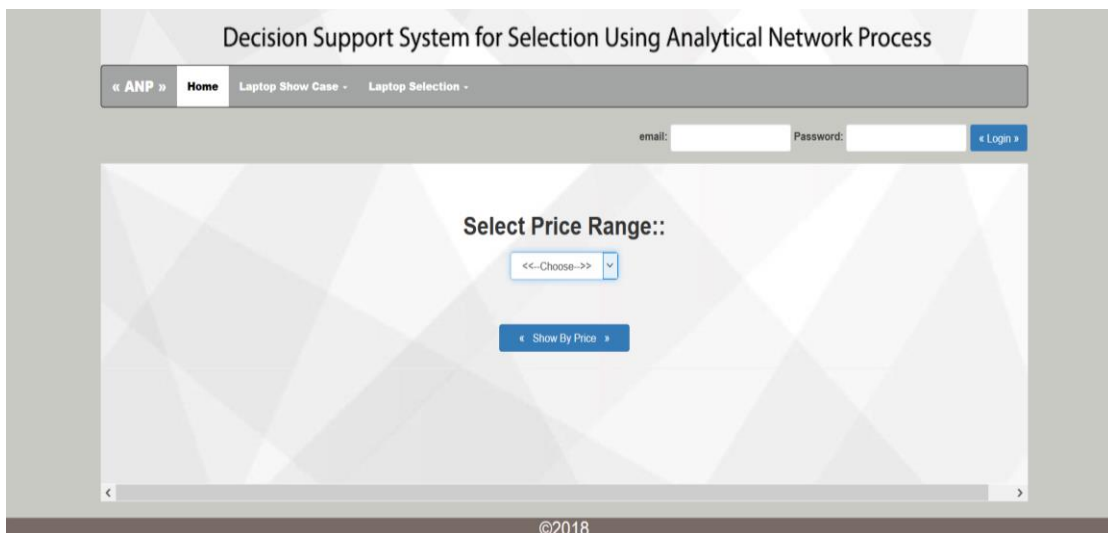 Decision Support System for Selection Using Analytical Network Process
« ANP » Home Laptop Show Case - Laptop Selection -
email: Password: « Login »
Select Price Range::
<<--Choose-->>
« Show By Price »
©2018